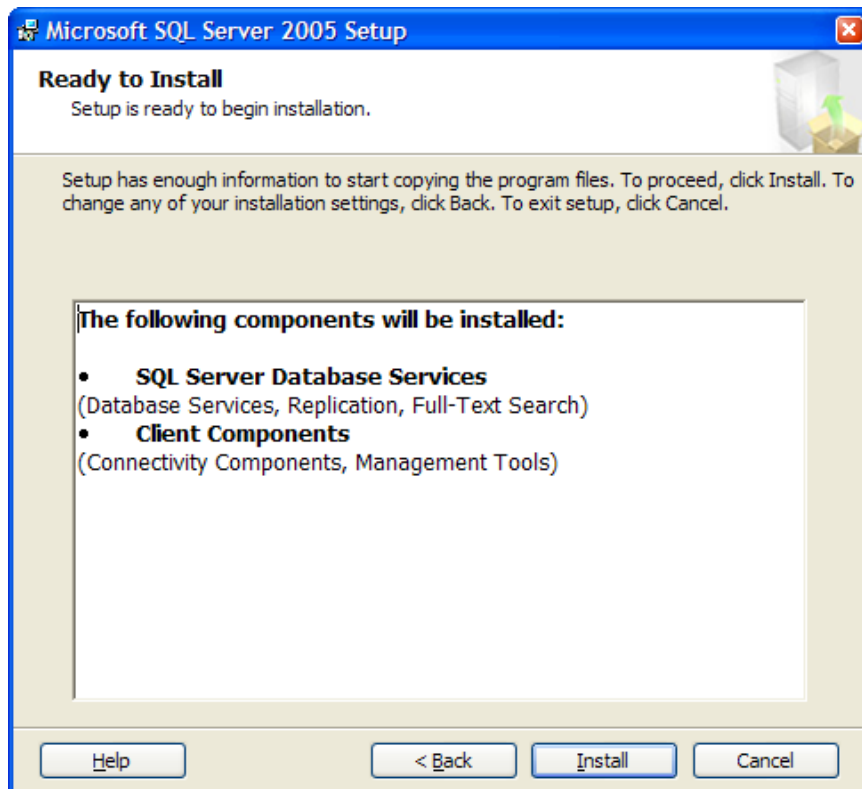 Microsoft SQL Server 2005 Setup
Ready to Install
Setup is ready to begin installation.
Setup has enough information to start copying the program files. To proceed, click Install. To
change any of your installation settings, click Back. To exit setup, click Cancel.
The following components will be installed:
• SQL Server Database Services
(Database Services, Replication, Full-Text Search)
• Client Components
(Connectivity Components, Management Tools)
Help < Back Install Cancel